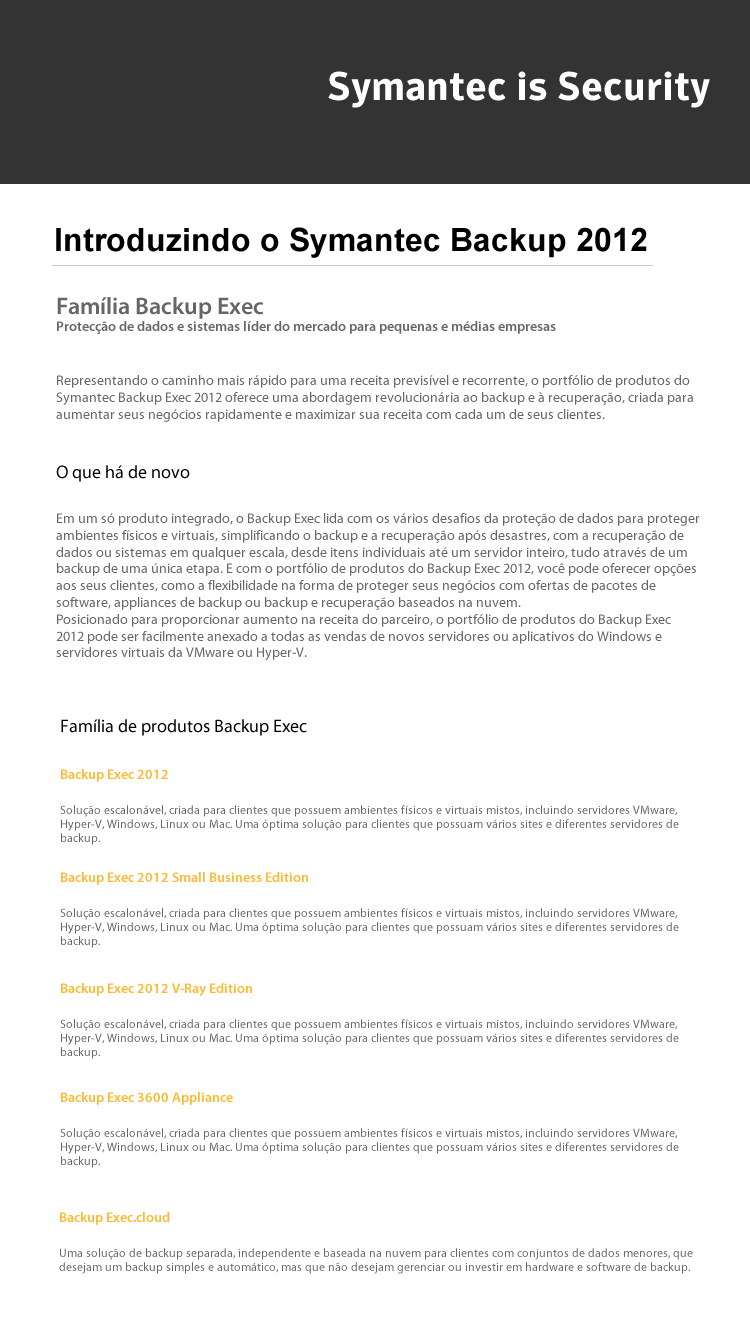 Symantec is Security
Introduzindo o Symantec Backup 2012
Família Backup Exec
Protecção de dados e sistemas líder do mercado para pequenas e médias empresas
Representando o caminho mais rápido para uma receita previsível e recorrente, o portfólio de produtos do
Symantec Backup Exec 2012 oferece uma abordagem revolucionária ao backup e à recuperação, criada para
aumentar seus negócios rapidamente e maximizar sua receita com cada um de seus clientes.
O que há de novo
Em um só produto integrado, o Backup Exec lida com os vários desafios da proteção de dados para proteger
ambientes físicos e virtuais, simplificando o backup e a recuperação após desastres, com a recuperação de
dados ou sistemas em qualquer escala, desde itens individuais até um servidor inteiro, tudo através de um
backup de uma única etapa. E com o portfólio de produtos do Backup Exec 2012, você pode oferecer opções
aos seus clientes, como a flexibilidade na forma de proteger seus negócios com ofertas de pacotes de
software, appliances de backup ou backup e recuperação baseados na nuvem.
Posicionado para proporcionar aumento na receita do parceiro, o portfólio de produtos do Backup Exec
2012 pode ser facilmente anexado a todas as vendas de novos servidores ou aplicativos do Windows e
servidores virtuais da VMware ou Hyper-V.
Família de produtos Backup Exec
Backup Exec 2012
Solução escalonável, criada para clientes que possuem ambientes físicos e virtuais mistos, incluindo servidores VMware,
Hyper-V, Windows, Linux ou Mac. Uma óptima solução para clientes que possuam vários sites e diferentes servidores de
backup.
Backup Exec 2012 Small Business Edition
Solução escalonável, criada para clientes que possuem ambientes físicos e virtuais mistos, incluindo servidores VMware,
Hyper-V, Windows, Linux ou Mac. Uma óptima solução para clientes que possuam vários sites e diferentes servidores de
backup.
Backup Exec 2012 V-Ray Edition
Solução escalonável, criada para clientes que possuem ambientes físicos e virtuais mistos, incluindo servidores VMware,
Hyper-V, Windows, Linux ou Mac. Uma óptima solução para clientes que possuam vários sites e diferentes servidores de
backup.
Backup Exec 3600 Appliance
Solução escalonável, criada para clientes que possuem ambientes físicos e virtuais mistos, incluindo servidores VMware,
Hyper-V, Windows, Linux ou Mac. Uma óptima solução para clientes que possuam vários sites e diferentes servidores de
backup.
Backup Exec.cloud
Uma solução de backup separada, independente e baseada na nuvem para clientes com conjuntos de dados menores, que
desejam um backup simples e automático, mas que não desejam gerenciar ou investir em hardware e software de backup.